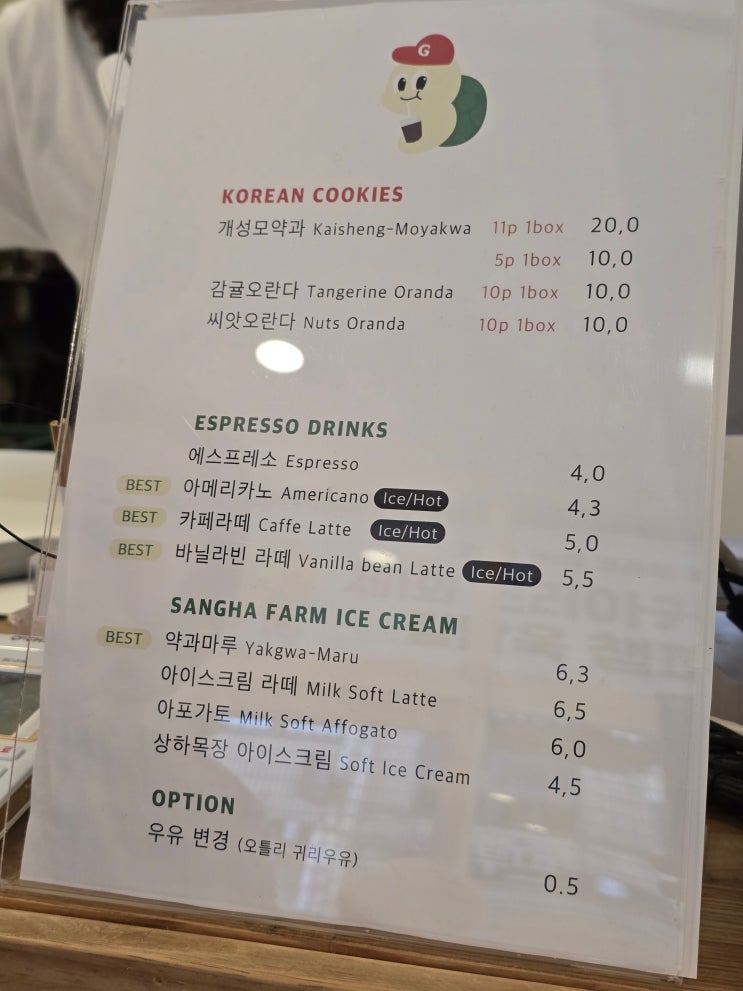 G
KOREAN COOKIES
개성모약과 Kaisheng-Moyakwa 11p 1box 20,0
5p 1box 10,0
감귤오란다 Tangerine Oranda 10p 1box 10,0
씨앗오란다 Nuts Oranda 10p 1box 10,0
ESPRESSO DRINKS
에스프레소 Espresso 4,0
BEST 아메리카노 Americano Ice/Hot 4,3
BEST 카페라떼 Caffe Latte Ice/Hot 5,0
BEST 바닐라빈 라떼 Vanilla bean Latte Ice/Hot 5,5
SANGHA FARM ICE CREAM
BEST 약과마루 Yakgwa-Maru 6,3
아이스크림 라떼 Milk Soft Latte 6,5
아포가토 Milk Soft Affogato 6,0
상하목장 아이스크림 Soft Ice Cream 4,5
OPTION
우유 변경 (오틀리 귀리우유) 0.5